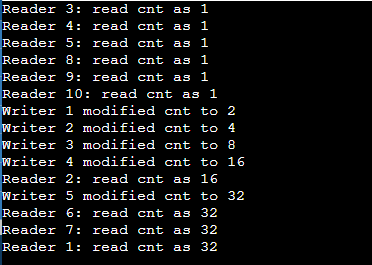 Reader 3: read cnt as 1
Reader 4: read cnt as 1
Reader 5: read cnt as 1
Reader 8: read cnt as 1
Reader 9: read cnt as 1
Reader 10: read cnt as 1
Writer 1 modified cnt to 2
Writer 2 modified cnt to 4
Writer 3 modified cnt to 8
Writer 4 modified cnt to 16
Reader 2: read cnt as 16
Writer 5 modified cnt to 32
Reader 6: read cnt as 32
Reader 7: read cnt as 32
Reader 1: read cnt as 32